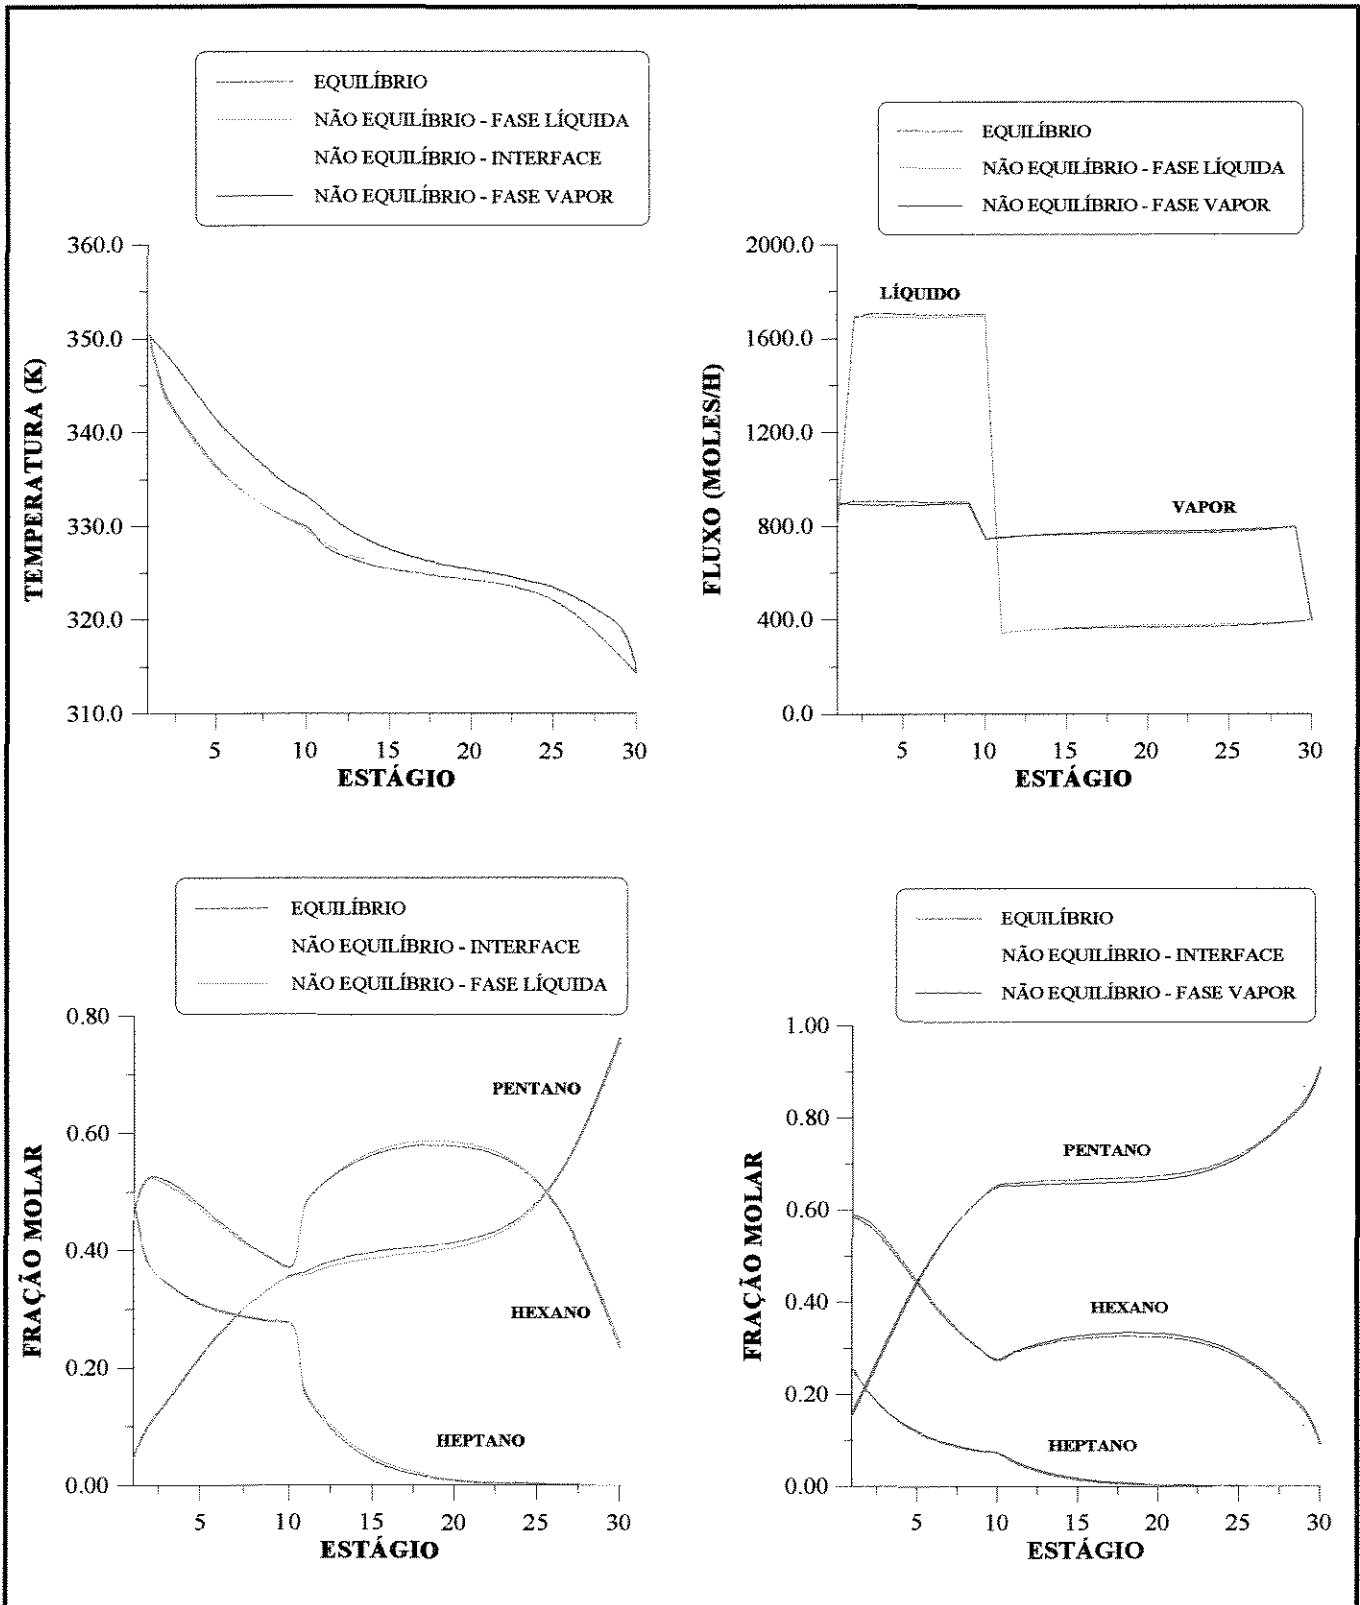 EQUILÍBRIO
NÃO EQUILÍBRIO - FASE LÍQUIDA
NÃO EQUILÍBRIO - INTERFACE
NÃO EQUILÍBRIO - FASE VAPOR
360.0
350.0
340.0
330.0
320.0
310.0
TEMPERATURA (K)
5 10 15 20 25 30
ESTÁGIO
EQUILÍBRIO
NÃO EQUILÍBRIO - FASE LÍQUIDA
NÃO EQUILÍBRIO - FASE VAPOR
2000.0
1600.0
1200.0
800.0
400.0
0.0
FLUXO (MOLES/H)
LÍQUIDO
VAPOR
5 10 15 20 25 30
ESTÁGIO
EQUILÍBRIO
NÃO EQUILÍBRIO - INTERFACE
NÃO EQUILÍBRIO - FASE LÍQUIDA
0.80
0.60
0.40
0.20
0.00
FRAÇÃO MOLAR
PENTANO
HEXANO
HEPTANO
5 10 15 20 25 30
ESTÁGIO
EQUILÍBRIO
NÃO EQUILÍBRIO - INTERFACE
NÃO EQUILÍBRIO - FASE VAPOR
1.00
0.80
0.60
0.40
0.20
0.00
FRAÇÃO MOLAR
PENTANO
HEXANO
HEPTANO
5 10 15 20 25 30
ESTÁGIO